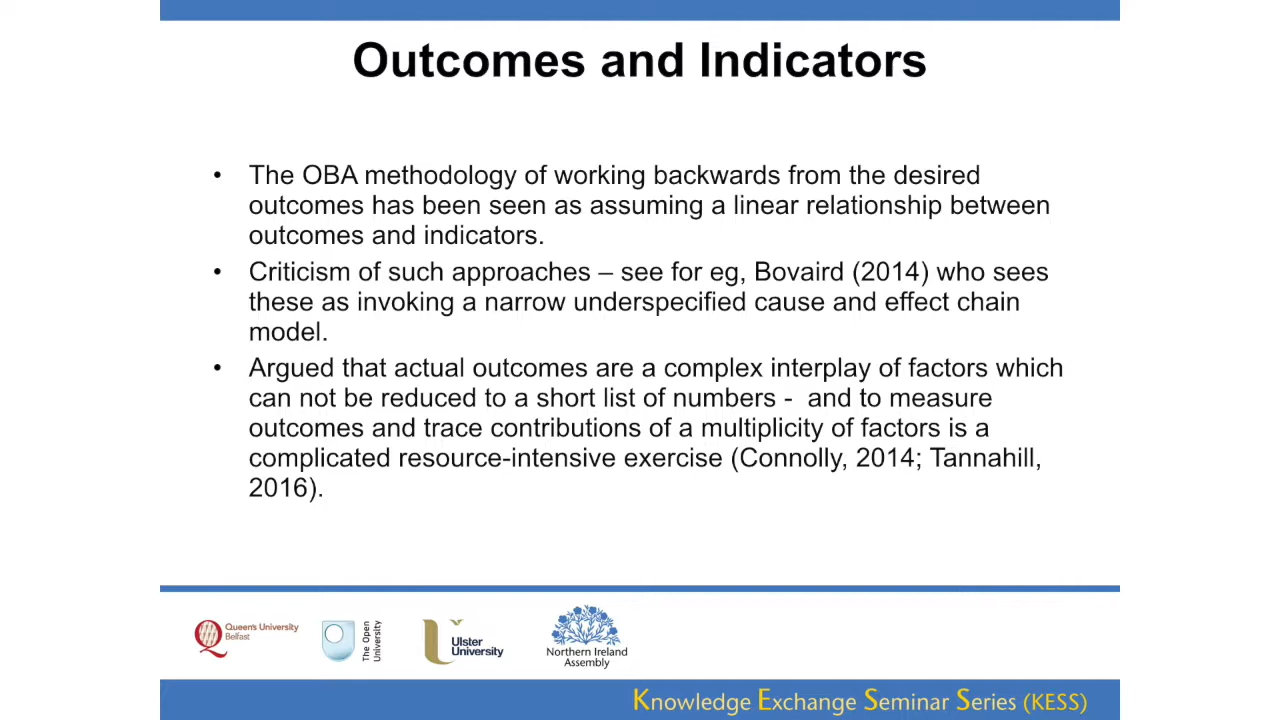 Outcomes and Indicators
• The OBA methodology of working backwards from the desired
outcomes has been seen as assuming a linear relationship between
outcomes and indicators.
• Criticism of such approaches – see for eg, Bovaird (2014) who sees
these as invoking a narrow underspecified cause and effect chain
model.
• Argued that actual outcomes are a complex interplay of factors which
can not be reduced to a short list of numbers -  and to measure
outcomes and trace contributions of a multiplicity of factors is a
complicated resource-intensive exercise (Connolly, 2014; Tannahill,
2016).
Queen's University
Belfast
The Open
University
Ulster
University
Northern Ireland
Assembly
Knowledge Exchange Seminar Series (KESS)